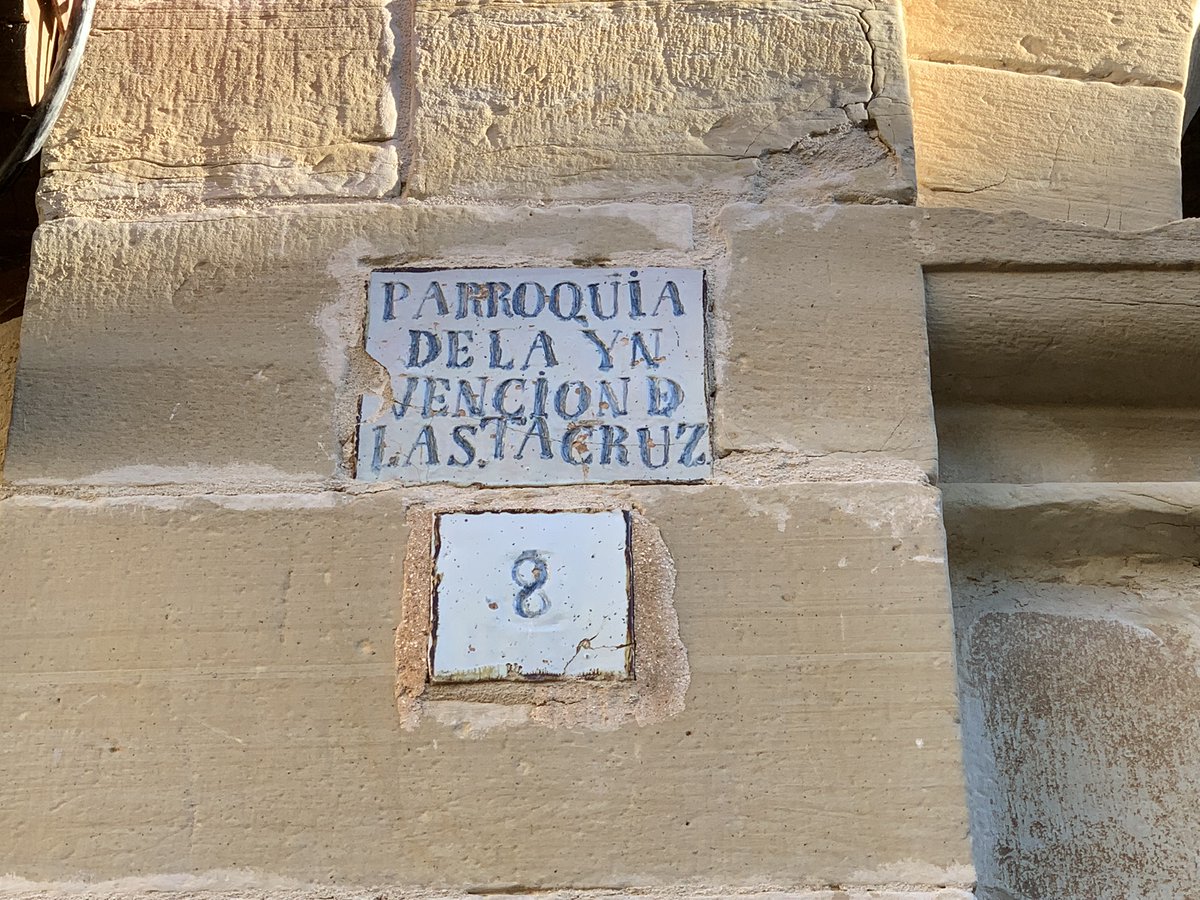 PARROQUiA
DE LA YN
VENCiON D
LA STA CRUZ
8